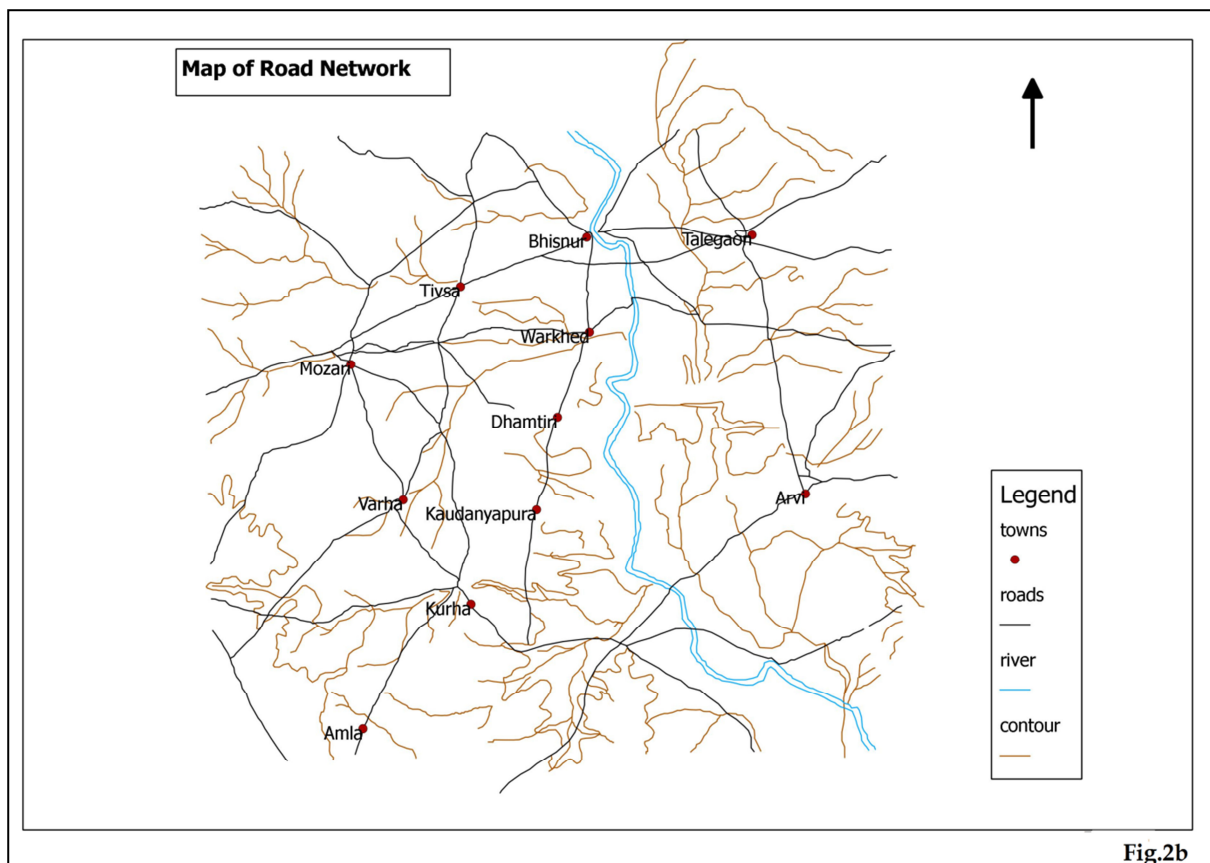 Map of Road Network
Bhisnur
Talegaon
Tivsa
Warkhed
Mozari
Dhamtiri
Varha
Kaudanyapura
Arvi
Kurha
Amla
Legend
towns
roads
river
contour
Fig.2b